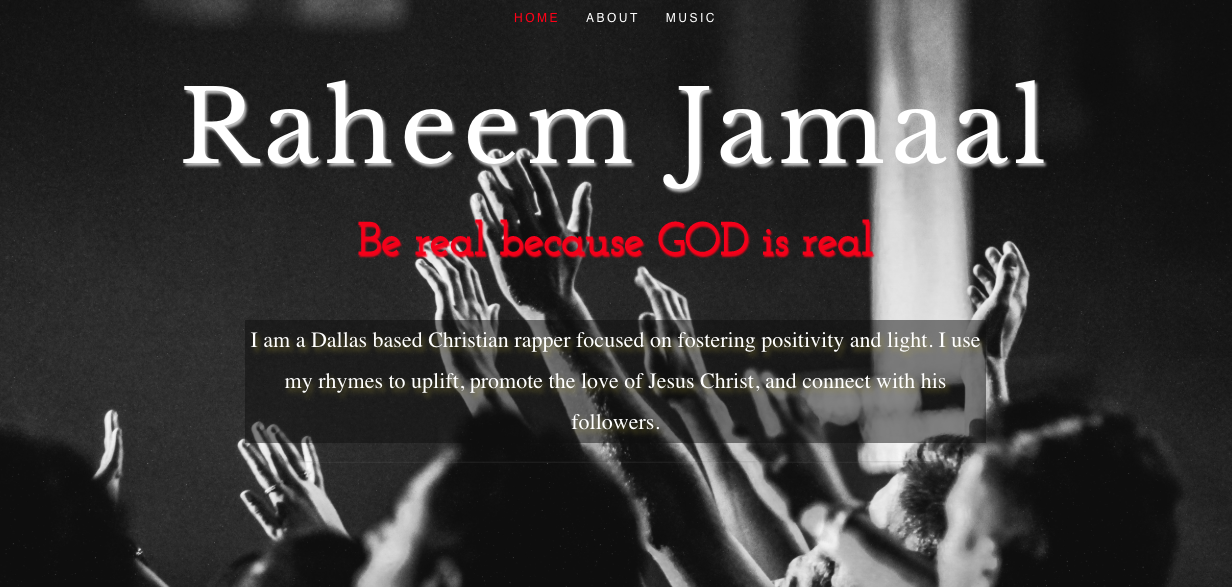 HOME ABOUT MUSIC
Raheem Jamaal
Be real because GOD is real
I am a Dallas based Christian rapper focused on fostering positivity and light. I use
my rhymes to uplift, promote the love of Jesus Christ, and connect with his
followers.